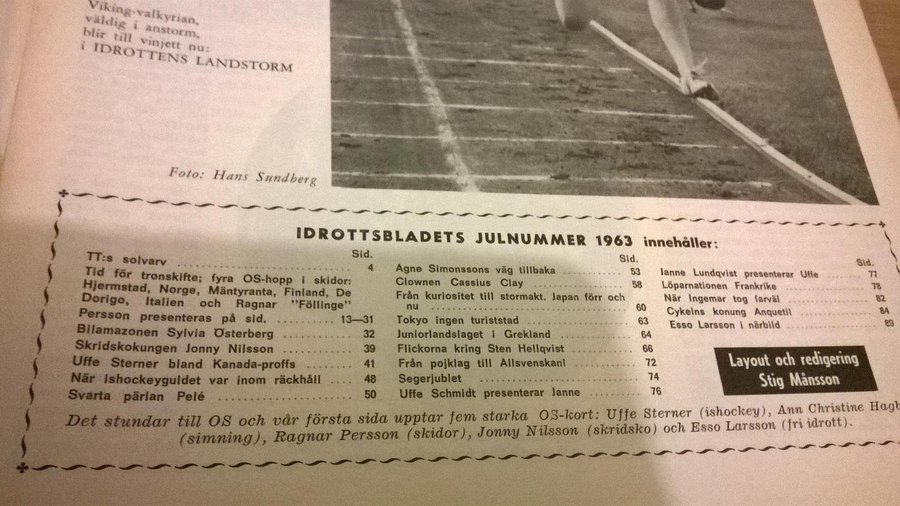 Viking-valkyrian,
väldig i anstorm,
blir till vinjett nu:
i IDROTTENS LANDSTORM
Foto: Hans Sundberg
IDROTTSBLADETS JULNUMMER 1963 innehåller:
Sid.
TT:s solvarv 4
Tid för tronskifte; fyra OS-hopp i skidor:
Hjermstad, Norge, Mäntyranta, Finland, De
Dorigo, Italien och Ragnar "Föllinge"
Persson presenteras på sid. 13—31
Bilamazonen Sylvia Österberg 32
Skridskokungen Jonny Nilsson 39
Uffe Sterner bland Kanada-proffs 41
När ishockeyguldet var inom räckhåll 48
Svarta pärlan Pelé 50
Sid.
Agne Simonssons väg tillbaka 53
Clownen Cassius Clay 58
Från kuriositet till stormakt. Japan förr och
nu 60
Tokyo ingen turiststad 63
Juniorlandslaget i Grekland 64
Flickorna kring Sten Hellqvist 66
Från pojklag till Allsvenskan! 72
Segerjublet 74
Uffe Schmidt presenterar Janne 76
Sid.
Janne Lundqvist presenterar Uffe 77
Löparnationen Frankrike 78
När Ingemar tog farväl 82
Cykelns konung Anquetil 84
Esso Larsson i närbild
Layout och redigering
Stig Månsson
Det stundar till OS och vår första sida upptar fem starka OS-kort: Uffe Sterner (ishockey), Ann Christine
(simning), Ragnar Persson (skidor), Jonny Nilsson (skridsko) och Esso Larsson (fri idrott).